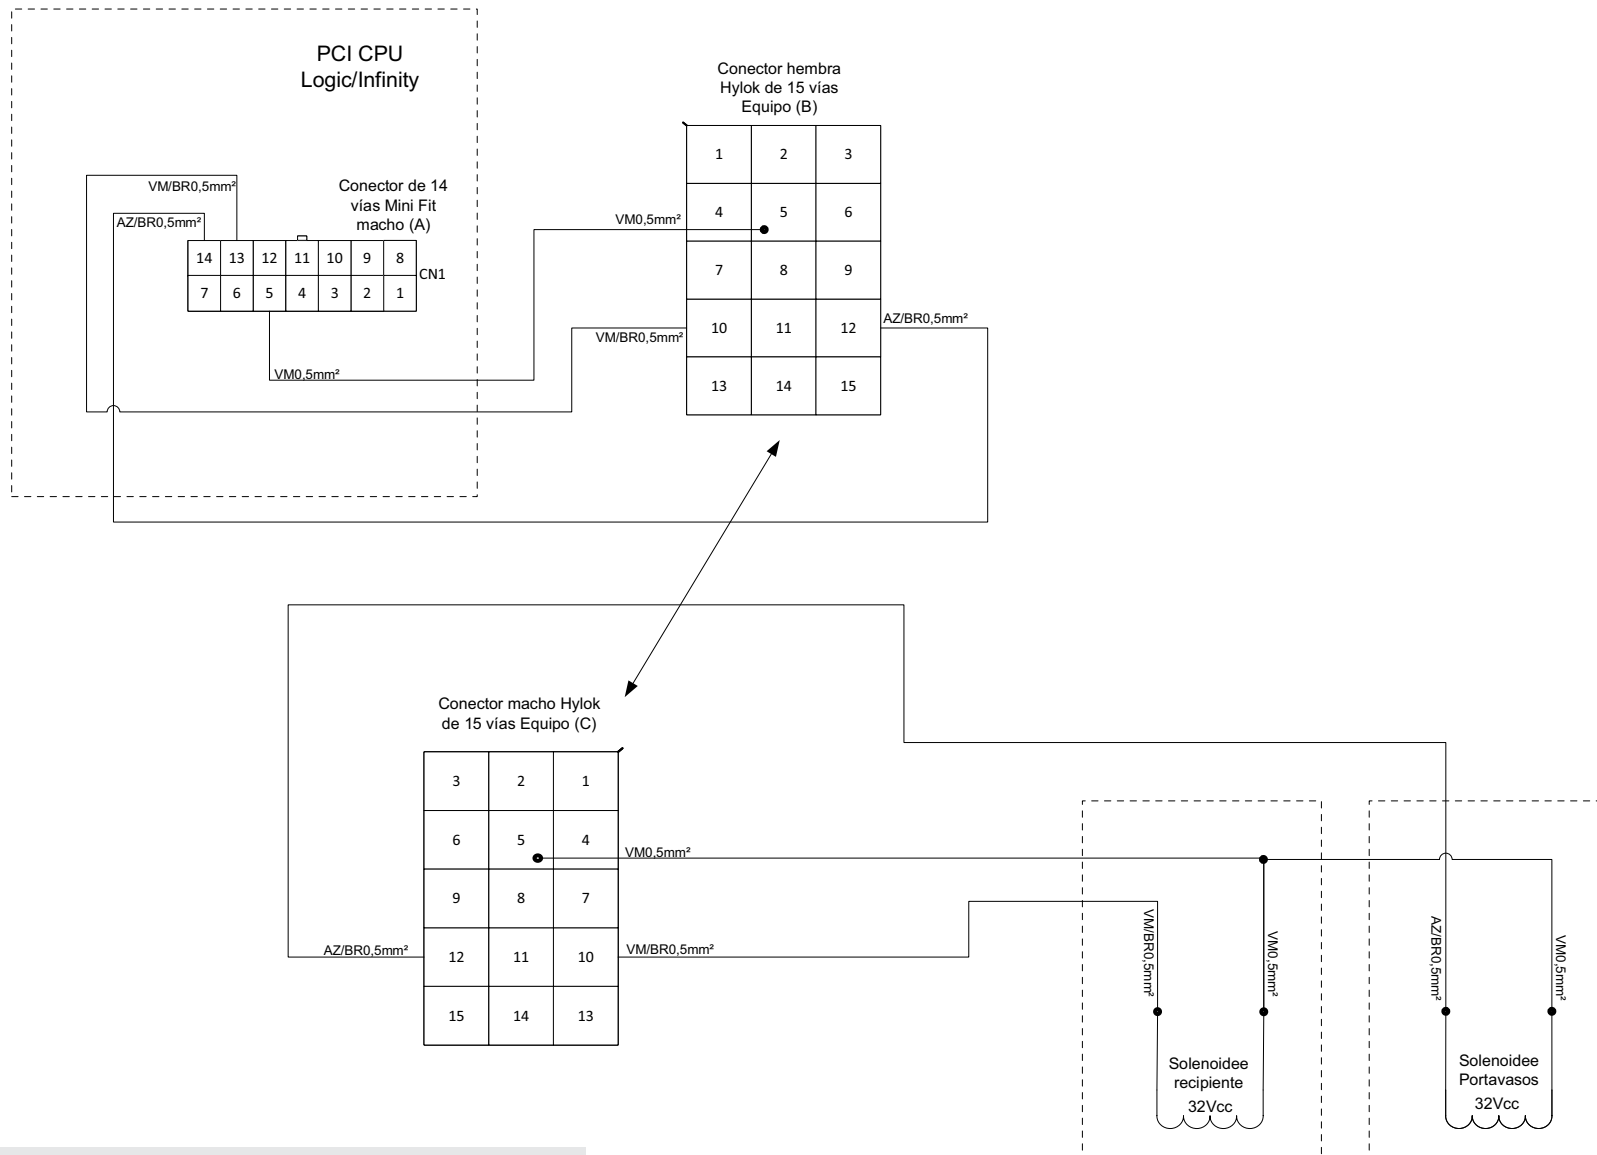 PCI CPU
Logic/Infinity
Conector hembra
Hylok de 15 vías
Equipo (B)
1 2 3
4 5 6
7 8 9
10 11 12
13 14 15
VM/BR0,5mm²
AZ/BR0,5mm²
Conector de 14
vías Mini Fit
macho (A)
14 13 12 11 10 9 8
7 6 5 4 3 2 1
CN1
VM0,5mm²
VM0,5mm²
VM/BR0,5mm²
AZ/BR0,5mm²
Conector macho Hylok
de 15 vías Equipo (C)
3 2 1
6 5 4
9 8 7
12 11 10
15 14 13
VM0,5mm²
AZ/BR0,5mm²
VM/BR0,5mm²
VM/BR0,5mm²
VM0,5mm²
AZ/BR0,5mm²
VM0,5mm²
Solenoidee
recipiente
32Vcc
Solenoidee
Portavasos
32Vcc